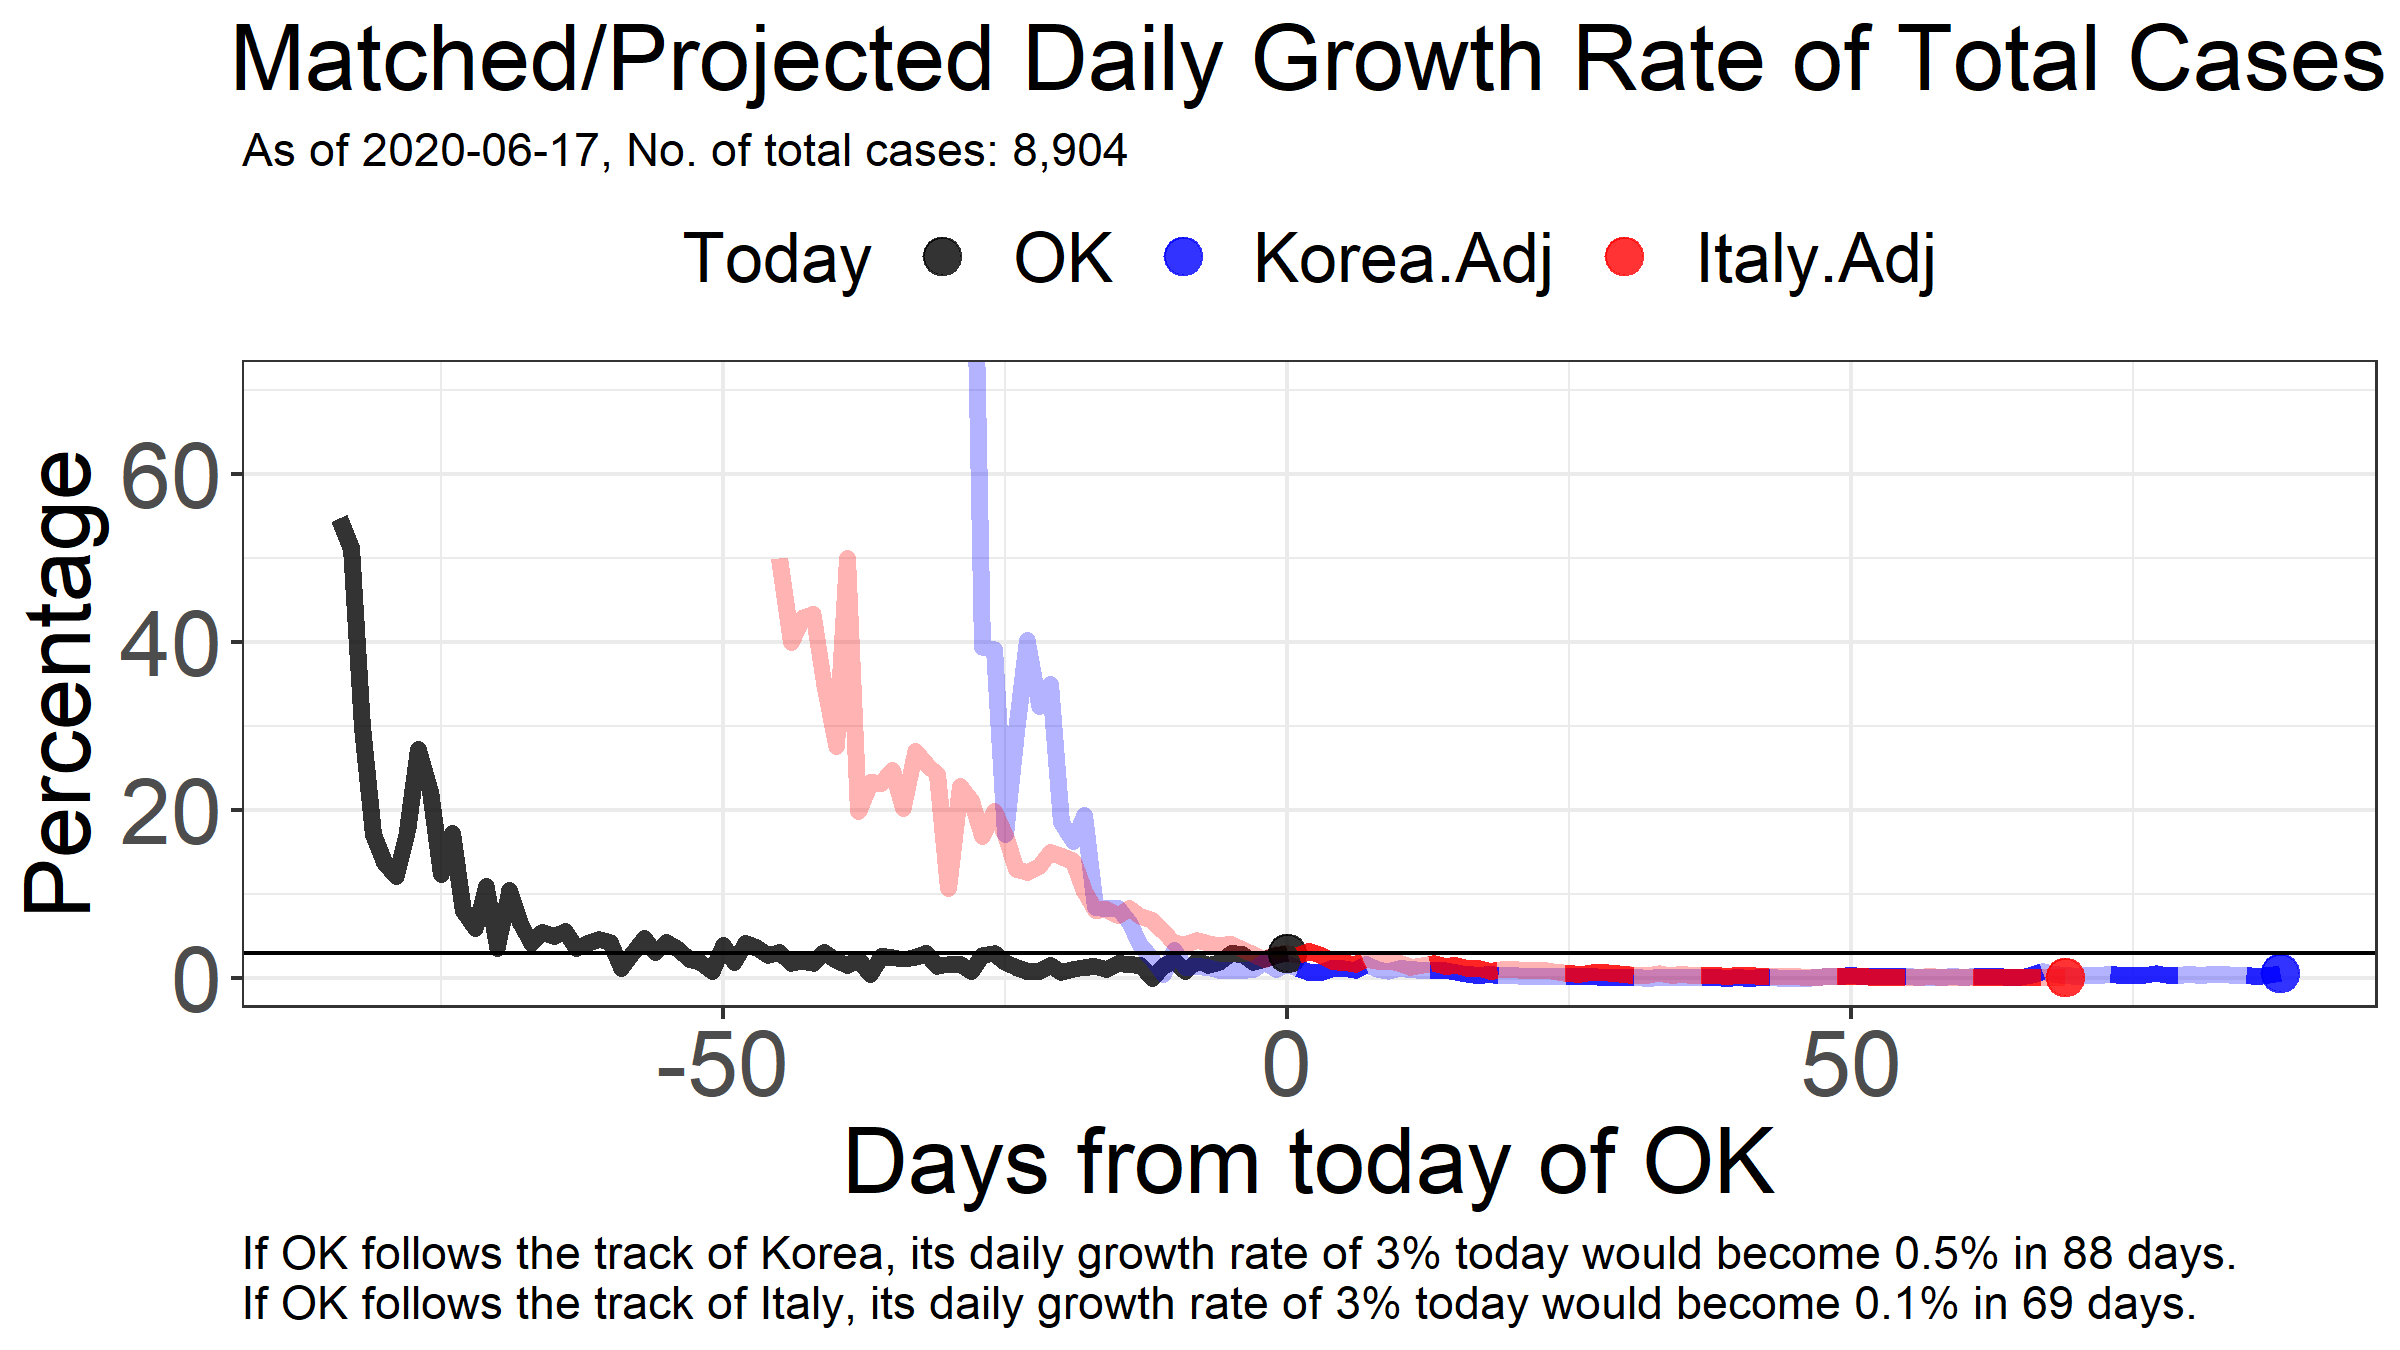 Matched/Projected Daily Growth Rate of Total Cases
As of 2020-06-17, No. of total cases: 8,904
Today OK Korea.Adj Italy.Adj
Percentage
60
40
20
0
-50 0 50
Days from today of OK
If OK follows the track of Korea, its daily growth rate of 3% today would become 0.5% in 88 days.
If OK follows the track of Italy, its daily growth rate of 3% today would become 0.1% in 69 days.